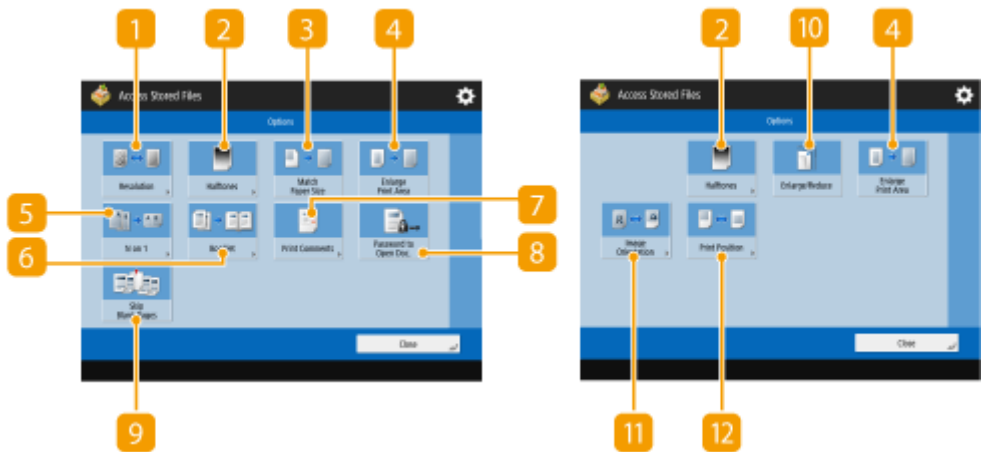 1 2 3 4
Access Stored Files
Options
Resolution
Halftones
Match
Paper Size
Enlarge
Print Area
5
N on 1
Booklet
Print Comments
Password to
Open Doc.
6
7
8
Skip
Blank Pages
Close
9
2 10 4
Access Stored Files
Options
Halftones
Enlarge/Reduce
Enlarge
Print Area
Image
Orientation
Print Position
Close
11 12